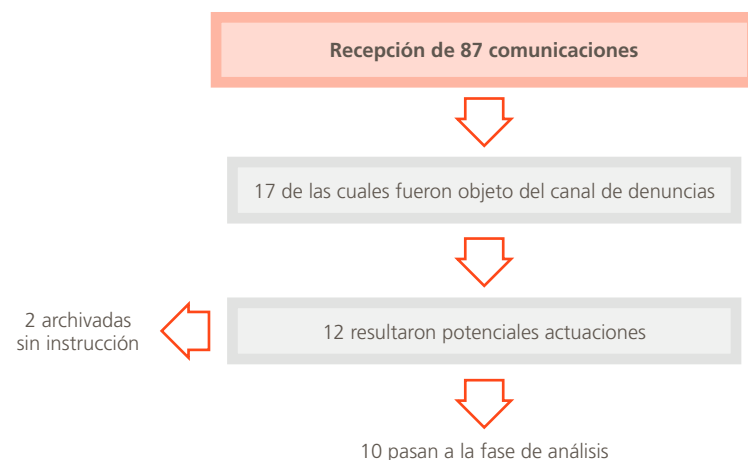 Recepción de 87 comunicaciones
17 de las cuales fueron objeto del canal de denuncias
2 archivadas
sin instrucción
12 resultaron potenciales actuaciones
10 pasan a la fase de análisis